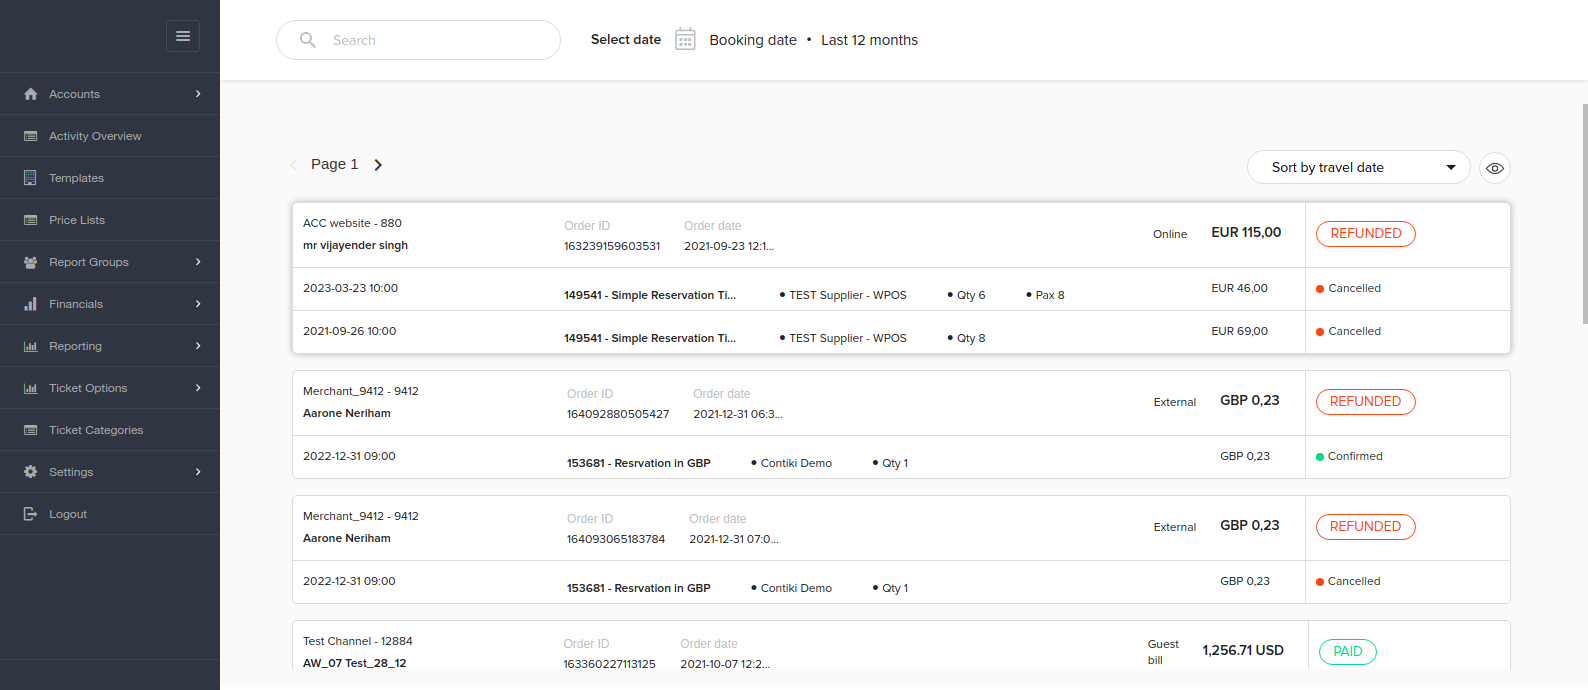 Accounts
Activity Overview
Templates
Price Lists
Report Groups
Financials
Reporting
Ticket Options
Ticket Categories
Settings
Logout
Search
Select date
Booking date • Last 12 months
Page 1
Sort by travel date
ACC website - 880
mr vijayender singh
Order ID
163239159603531
Order date
2021-09-23 12:1...
Online
EUR 115,00
REFUNDED
2023-03-23 10:00
149541 - Simple Reservation Ti...
• TEST Supplier - WPOS
• Qty 6
• Pax 8
EUR 46,00
Cancelled
2021-09-26 10:00
149541 - Simple Reservation Ti...
• TEST Supplier - WPOS
• Qty 8
EUR 69,00
Cancelled
Merchant_9412 - 9412
Aarone Neriham
Order ID
164092880505427
Order date
2021-12-31 06:3...
External
GBP 0,23
REFUNDED
2022-12-31 09:00
153681 - Resrvation in GBP
• Contiki Demo
• Qty 1
GBP 0,23
Confirmed
Merchant_9412 - 9412
Aarone Neriham
Order ID
164093065183784
Order date
2021-12-31 07:0...
External
GBP 0,23
REFUNDED
2022-12-31 09:00
153681 - Resrvation in GBP
• Contiki Demo
• Qty 1
GBP 0,23
Cancelled
Test Channel - 12884
AW_07 Test_28_12
Order ID
163360227113125
Order date
2021-10-07 12:2...
Guest
bill
1,256.71 USD
PAID